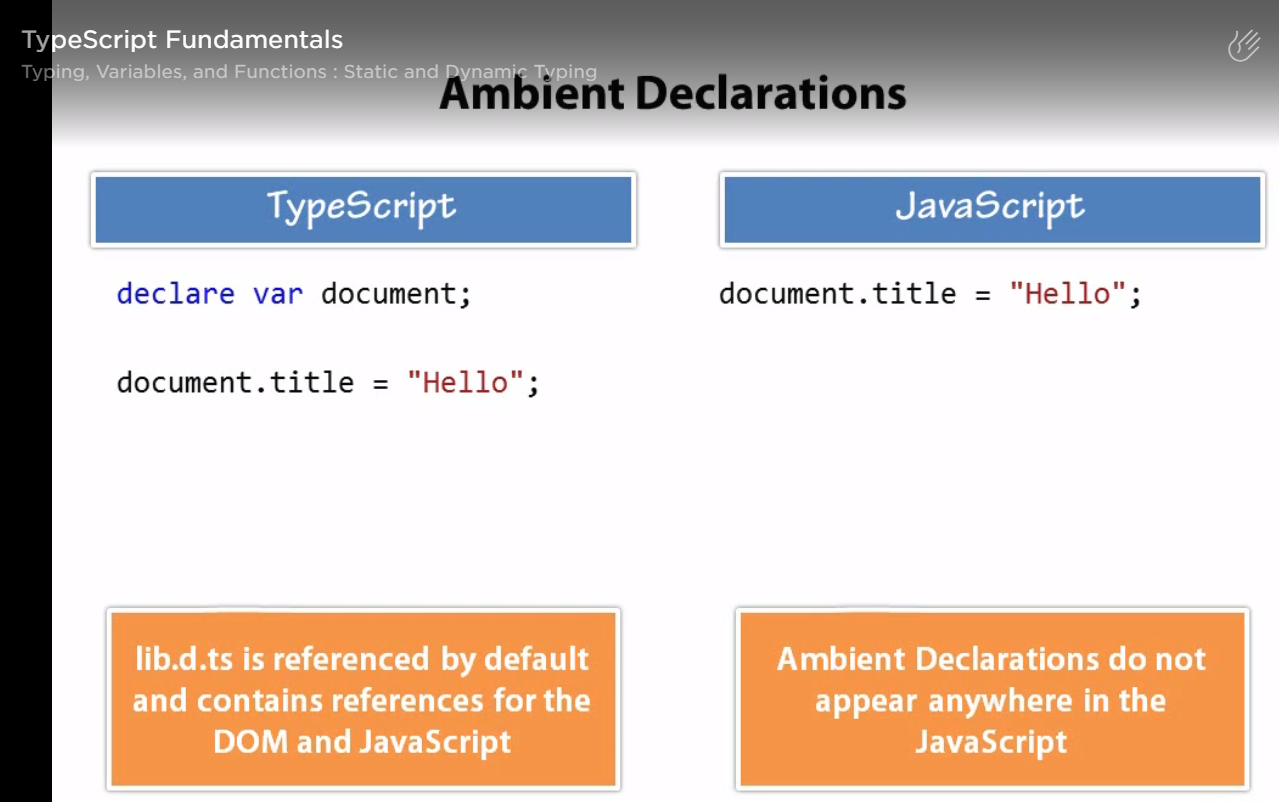 TypeScript Fundamentals
Typing, Variables, and Functions : Static and Dynamic Typing
Ambient Declarations
TypeScript
declare var document;
document.title = "Hello";
lib.d.ts is referenced by default
and contains references for the
DOM and JavaScript
JavaScript
document.title = "Hello";
Ambient Declarations do not
appear anywhere in the
JavaScript